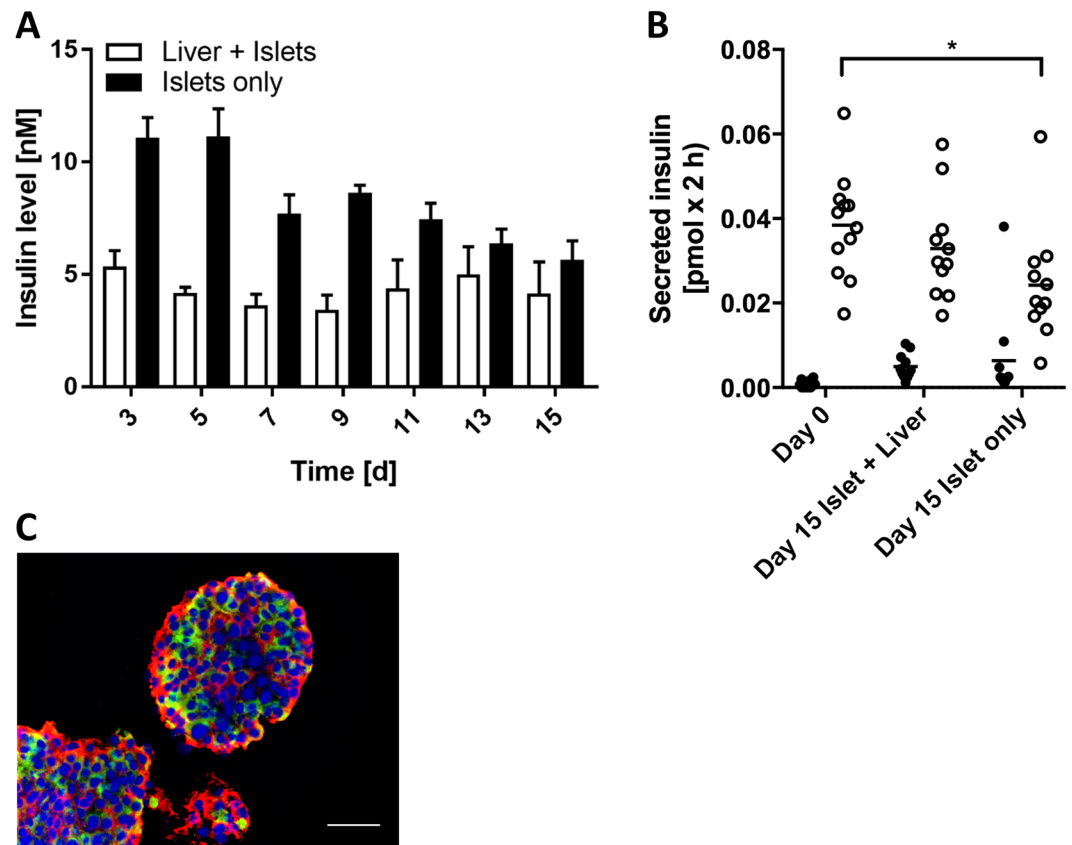 A
15
10
5
0
Insulin level [nM]
Liver + Islets
Islets only
3
5
7
9
11
13
15
Time [d]
B
0.08
0.06
0.04
0.02
0.00
Secreted insulin
[pmol x 2 h)
*
Day 0
Day 15 Islet + Liver
Day 15 Islet only
C